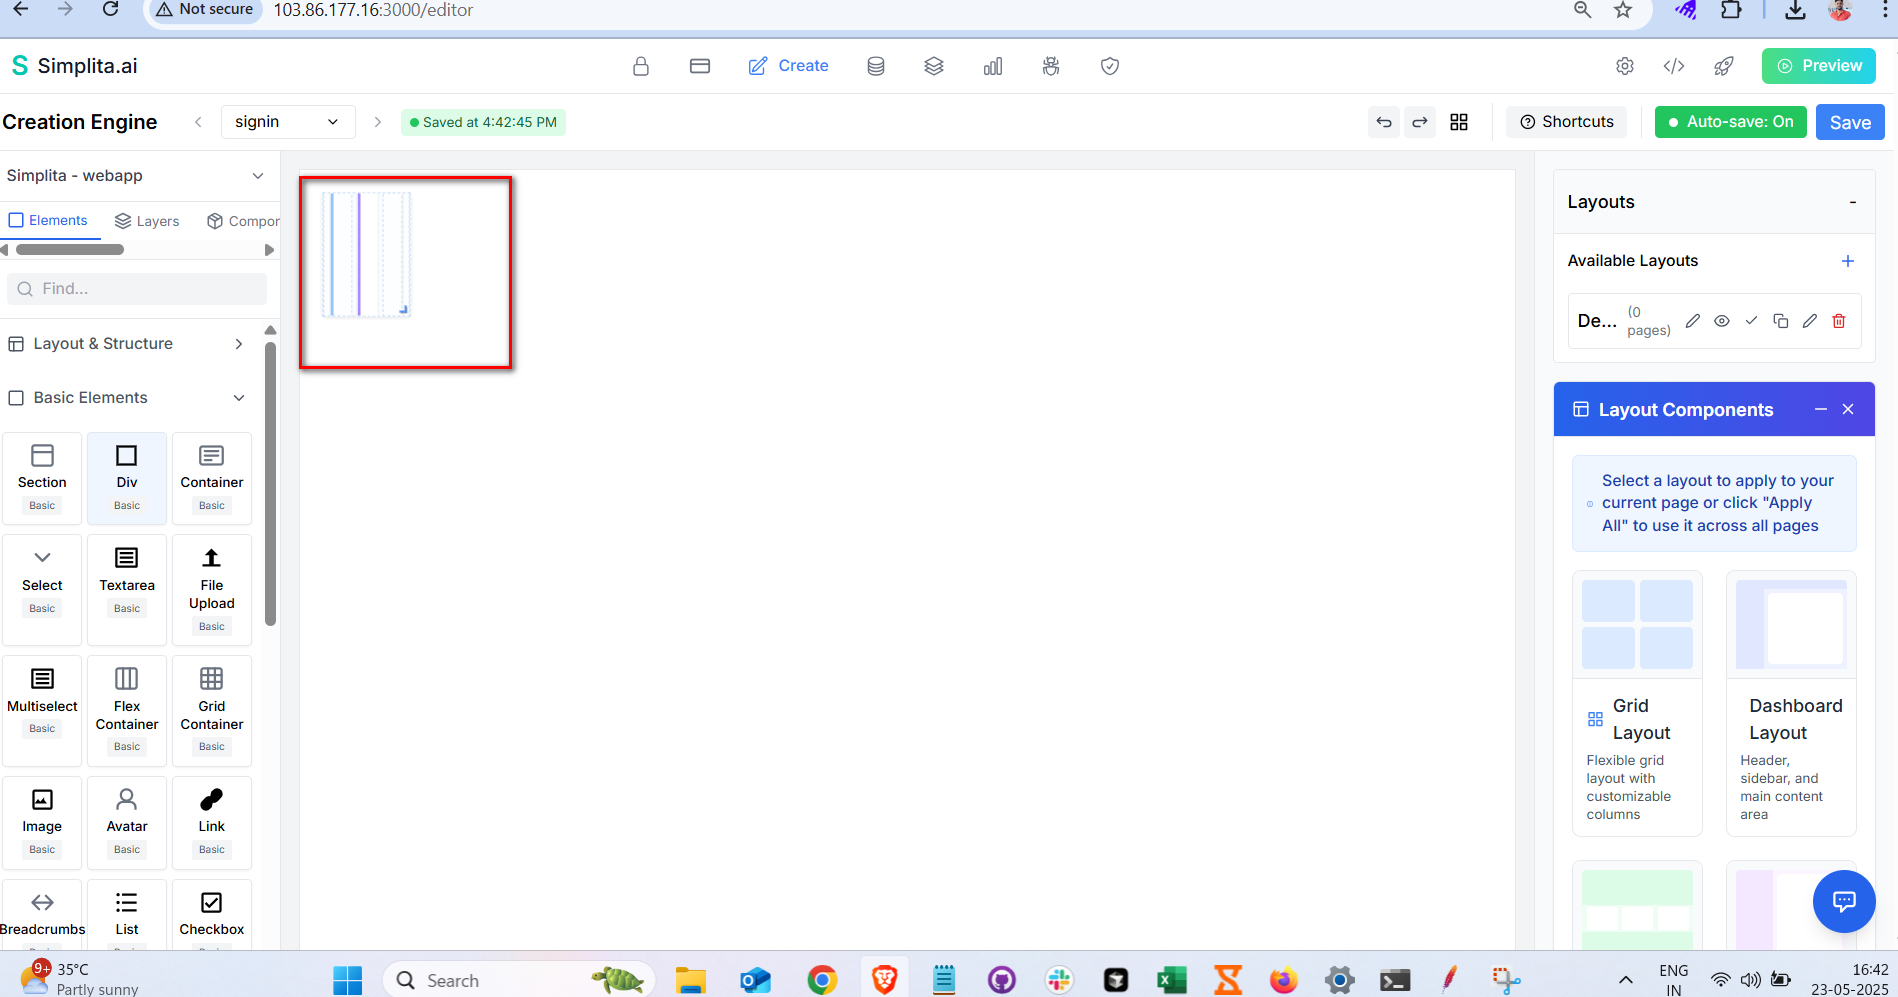 Not secure
103.86.177.16:3000/editor
S Simplita.ai
Create
Preview
Creation Engine
signin
Saved at 4:42:45 PM
Shortcuts
Auto-save: On
Save
Simplita - webapp
Elements
Layers
Compor
Find...
Layout & Structure
Basic Elements
Section
Basic
Div
Basic
Container
Basic
Select
Basic
Textarea
Basic
File
Upload
Basic
Multiselect
Basic
Flex
Container
Basic
Grid
Container
Basic
Image
Basic
Avatar
Basic
Link
Basic
Breadcrumbs
List
Checkbox
Layouts
-
Available Layouts
+
De...
(0
pages)
Layout Components
Select a layout to apply to your
current page or click "Apply
All" to use it across all pages
Grid
Layout
Flexible grid
layout with
customizable
columns
Dashboard
Layout
Header,
sidebar, and
main content
area
9+
35°C
Partly sunny
Search
ENG
IN
16:42
23-05-2025